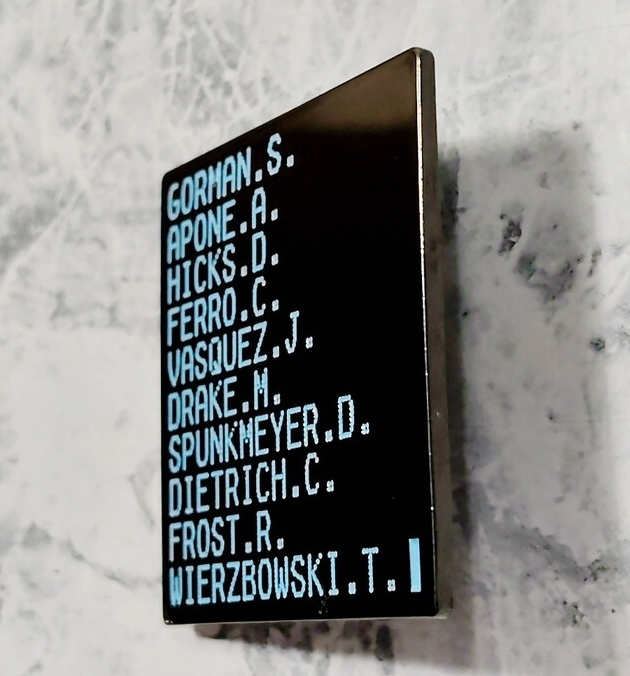 GORMAN.S.
APONE.A.
HICKS.D.
FERRO.C.
VASQUEZ.J.
DRAKE.M.
SPUNKMEYER.D.
DIETRICH.C.
FROST.R.
WIERZBOWSKI.T.